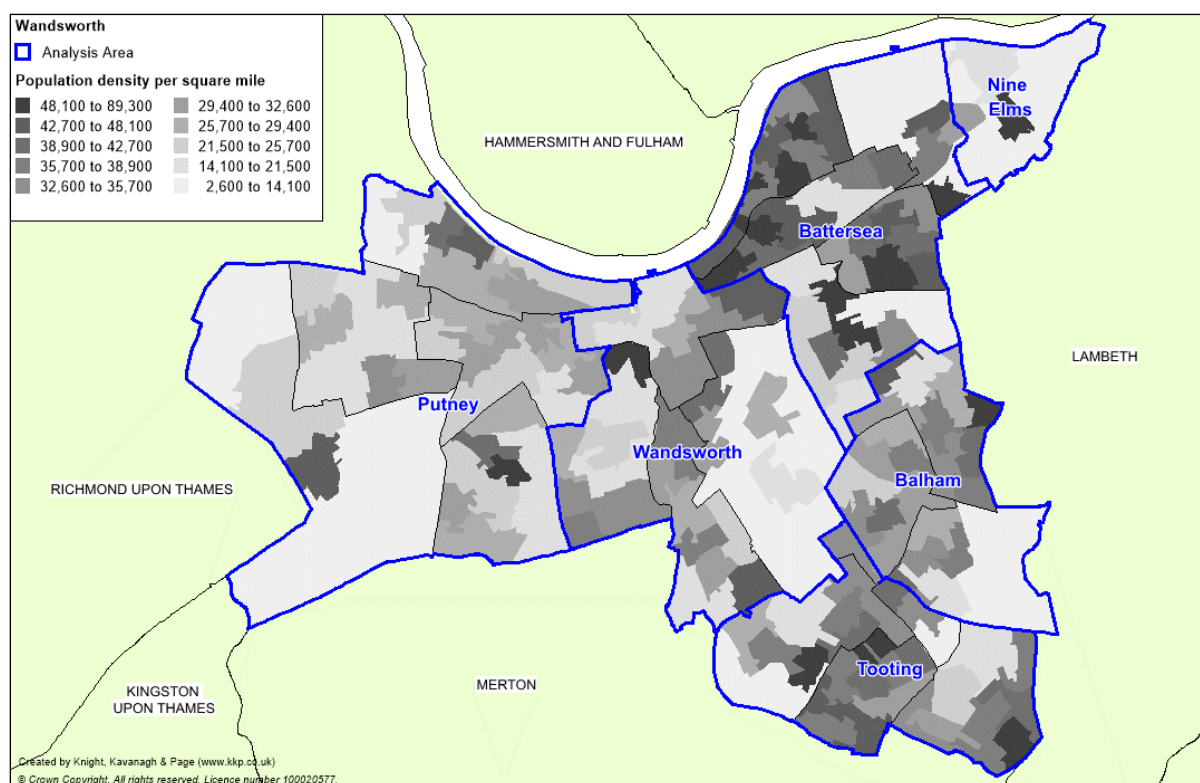 Wandsworth
Analysis Area
Population density per square mile
48,100 to 89,300
42,700 to 48,100
38,900 to 42,700
35,700 to 38,900
32,600 to 35,700
29,400 to 32,600
25,700 to 29,400
21,500 to 25,700
14,100 to 21,500
2,600 to 14,100
Nine
Elms
HAMMERSMITH AND FULHAM
Battersea
LAMBETH
Putney
Wandsworth
Balham
RICHMOND UPON THAMES
Tooting
MERTON
KINGSTON
UPON THAMES
Created by Knight, Kavanagh & Page (www.kkp.co.uk)
© Crown Copyright. All rights reserved. Licence number 100020577.